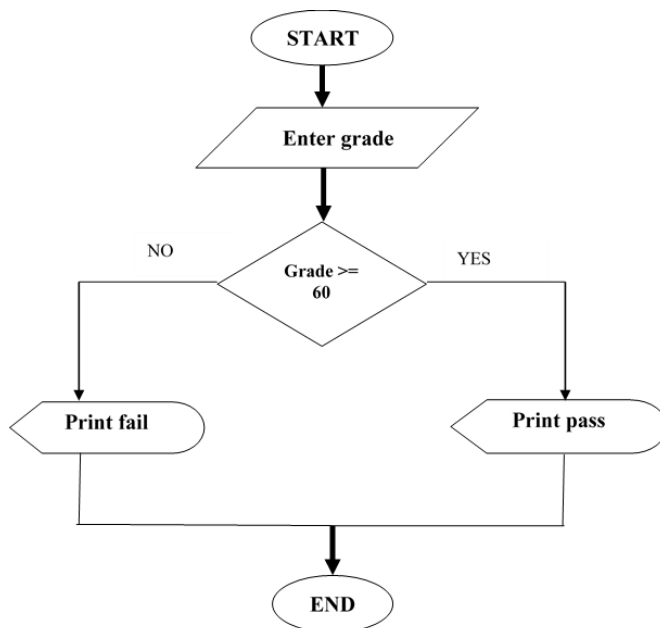 START
Enter grade
NO
YES
Grade >=
60
Print fail
Print pass
END